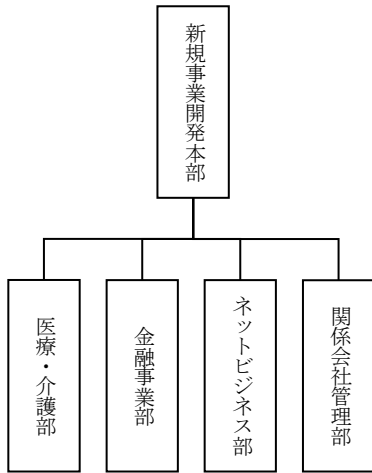 新規事業開発本部
医療・介護部
金融事業部
ネットビジネス部
関係会社管理部